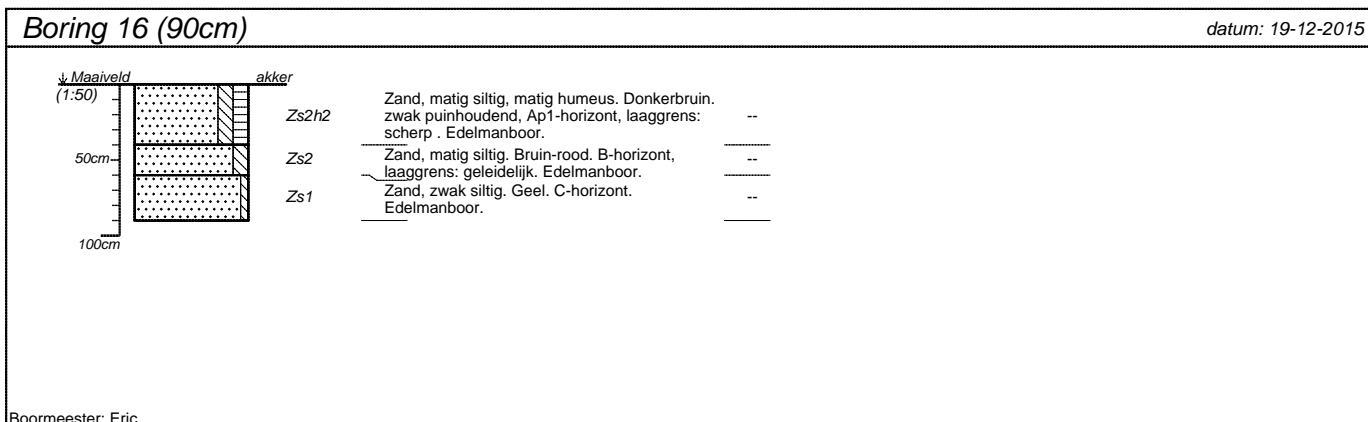 Boring 16 (90cm)
datum: 19-12-2015
Maaiveld
akker
(1:50)
Zs2h2
Zand, matig siltig, matig humeus. Donkerbruin.
zwak puinhoudend, Ap1-horizont, laaggrens:
scherp . Edelmanboor.
--
50cm
Zs2
Zand, matig siltig. Bruin-rood. B-horizont,
laaggrens: geleidelijk. Edelmanboor.
--
Zs1
Zand, zwak siltig. Geel. C-horizont.
Edelmanboor.
--
100cm
Boormeester: Eric